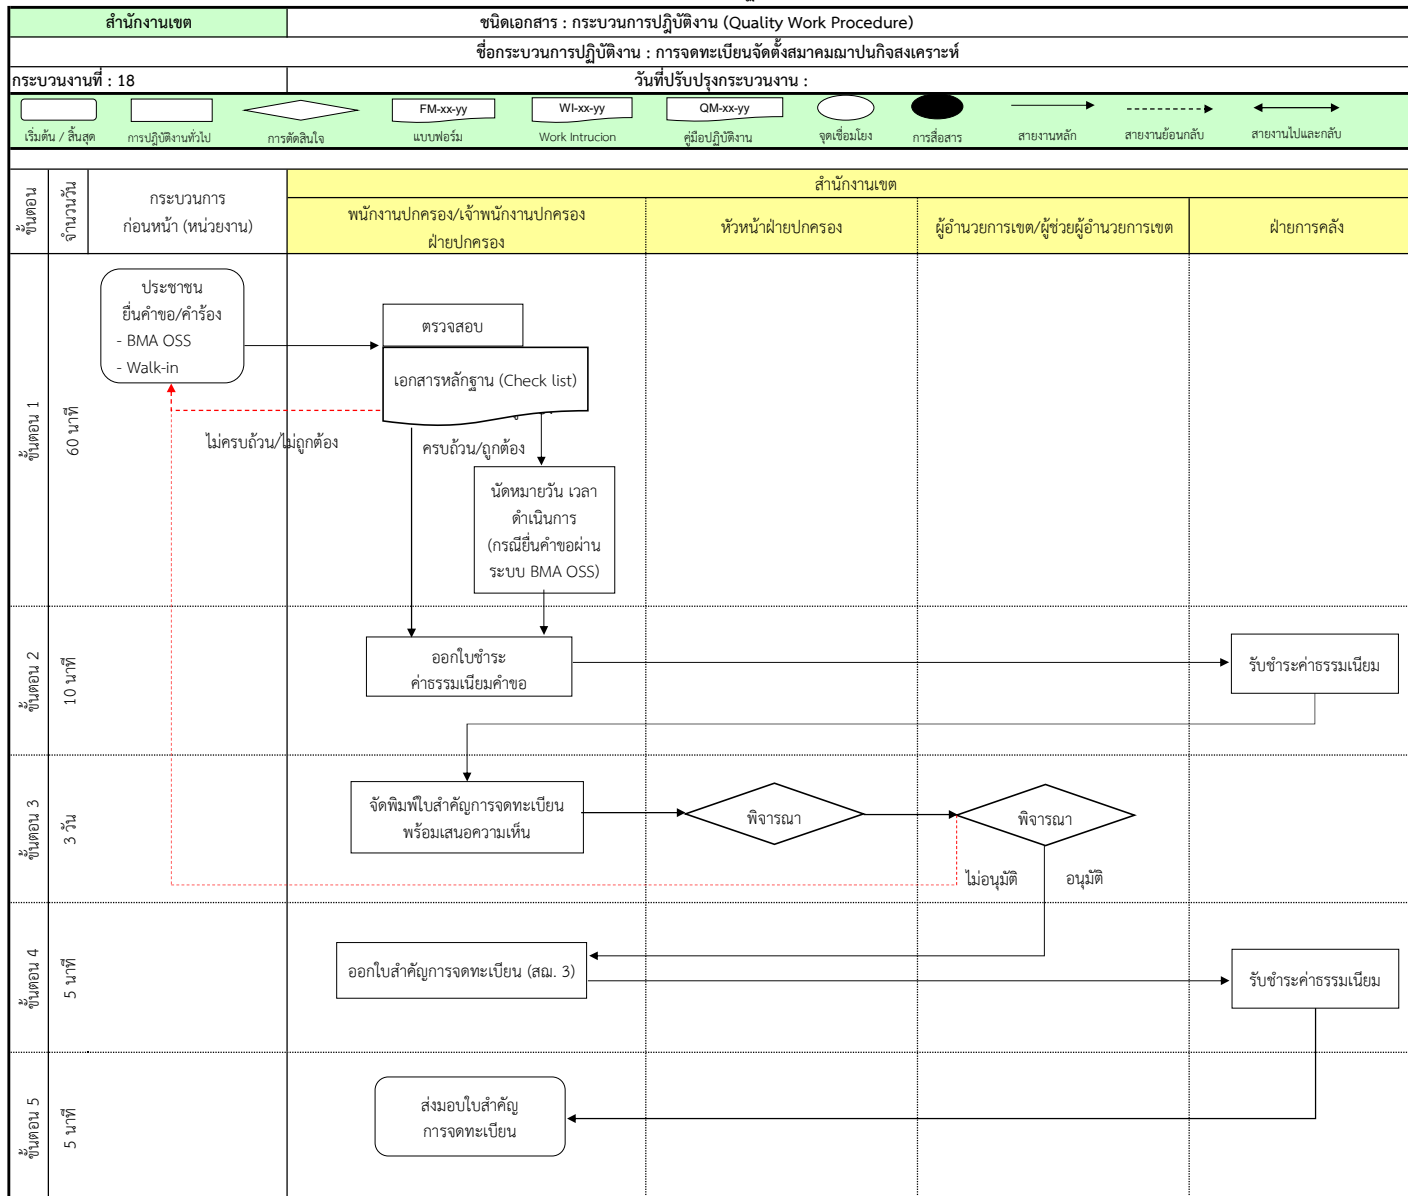 สำนักงานเขต
ชนิดเอกสาร : กระบวนการปฏิบัติงาน (Quality Work Procedure)
ชื่อกระบวนการปฏิบัติงาน : การจดทะเบียนจัดตั้งสมาคมฌาปนกิจสงเคราะห์
กระบวนงานที่ : 18
วันที่ปรับปรุงกระบวนงาน :
FM-xx-yy
WI-xx-yy
QM-xx-yy
เริ่มต้น / สิ้นสุด
การปฏิบัติงานทั่วไป
การตัดสินใจ
แบบฟอร์ม
Work Intrucion
คู่มือปฏิบัติงาน
จุดเชื่อมโยง
การสื่อสาร
สายงานหลัก
สายงานย้อนกลับ
สายงานไปและกลับ
ขั้นตอน
จำนวนวัน
กระบวนการ
ก่อนหน้า (หน่วยงาน)
สำนักงานเขต
พนักงานปกครอง/เจ้าพนักงานปกครอง
ฝ่ายปกครอง
หัวหน้าฝ่ายปกครอง
ผู้อำนวยการเขต/ผู้ช่วยผู้อำนวยการเขต
ฝ่ายการคลัง
ขั้นตอน 1
60 นาที
ประชาชน
ยื่นคำขอ/คำร้อง
- BMA OSS
- Walk-in
ตรวจสอบ
เอกสารหลักฐาน (Check list)
ไม่ครบถ้วน/ไม่ถูกต้อง
ครบถ้วน/ถูกต้อง
นัดหมายวัน เวลา
ดำเนินการ
(กรณียื่นคำขอผ่าน
ระบบ BMA OSS)
ขั้นตอน 2
10 นาที
ออกใบชำระ
ค่าธรรมเนียมคำขอ
รับชำระค่าธรรมเนียม
ขั้นตอน 3
3 วัน
จัดพิมพ์ใบสำคัญการจดทะเบียน
พร้อมเสนอความเห็น
พิจารณา
พิจารณา
ไม่อนุมัติ
อนุมัติ
ขั้นตอน 4
5 นาที
ออกใบสำคัญการจดทะเบียน (สฌ. 3)
รับชำระค่าธรรมเนียม
ขั้นตอน 5
5 นาที
ส่งมอบใบสำคัญ
การจดทะเบียน